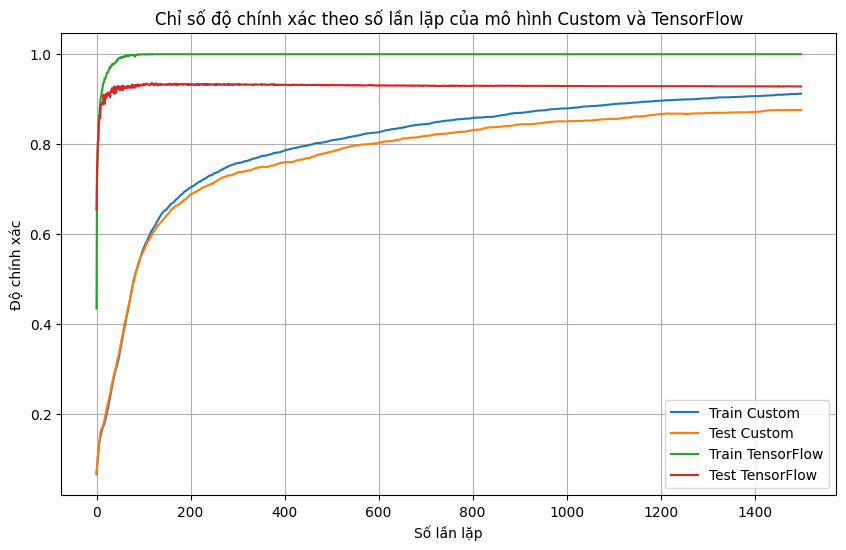 Chỉ số độ chính xác theo số lần lặp của mô hình Custom và TensorFlow
Độ chính xác
1.0
0.8
0.6
0.4
0.2
0
200
400
600
800
1000
1200
1400
Số lần lặp
Train Custom
Test Custom
Train TensorFlow
Test TensorFlow